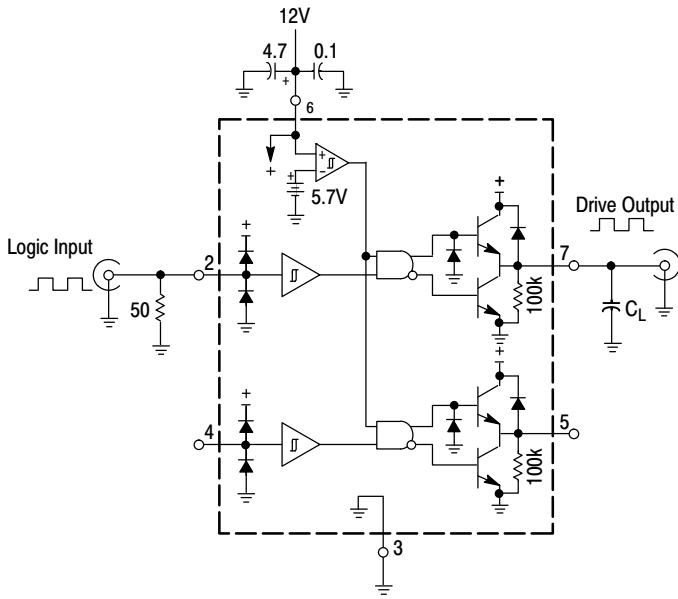 12V
4.7
0.1
+
6
+
+
−
+
5.7V
+
Drive Output
Logic Input
+
2
7
50
100k
CL
+
+
4
5
100k
3